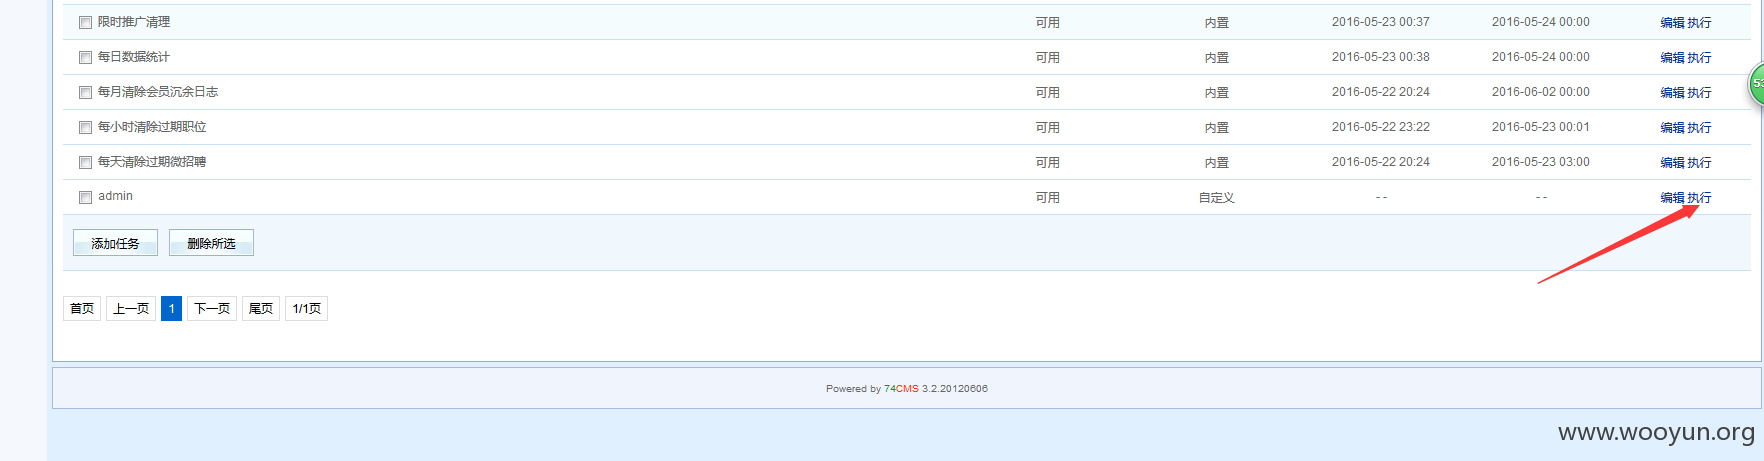 限时推广清理 可用 内置 2016-05-23 00:37 2016-05-24 00:00 编辑 执行
每日数据统计 可用 内置 2016-05-23 00:38 2016-05-24 00:00 编辑 执行
每月清除会员沉余日志 可用 内置 2016-05-22 20:24 2016-06-02 00:00 编辑 执行
每小时清除过期职位 可用 内置 2016-05-22 23:22 2016-05-23 00:01 编辑 执行
每天清除过期微招聘 可用 内置 2016-05-22 20:24 2016-05-23 03:00 编辑 执行
admin 可用 自定义 - - - - 编辑 执行
添加任务 删除所选
首页 上一页 1 下一页 尾页 1/1页
Powered by 74CMS 3.2.20120606
www.wooyun.org